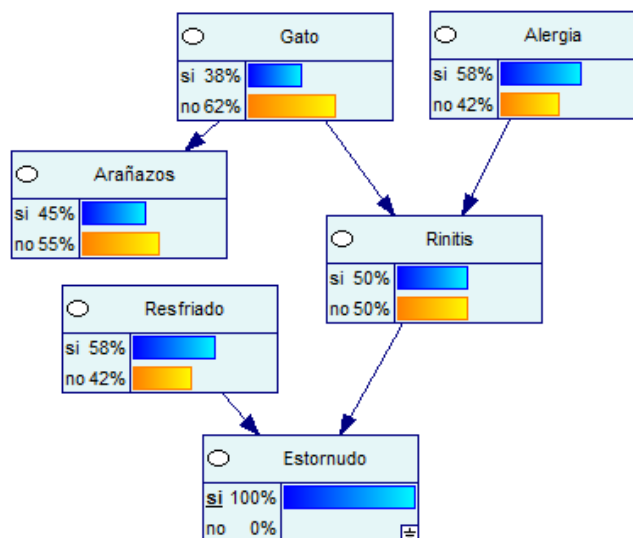 Gato
si 38%
no 62%
Alergia
si 58%
no 42%
Arañazos
si 45%
no 55%
Rinitis
si 50%
no 50%
Resfriado
si 58%
no 42%
Estornudo
si 100%
no 0%